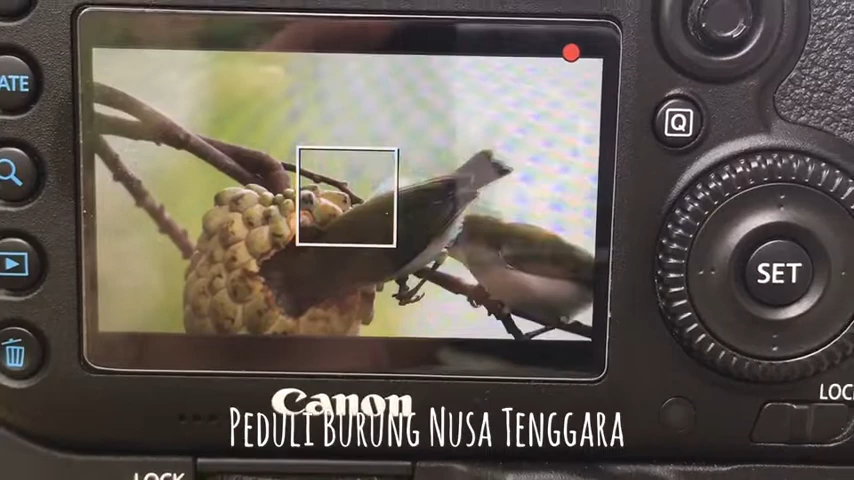 ATE
Q
SET
Canon
LOCK
PEDULI BURUNG NUSA TENGGARA
LOCK